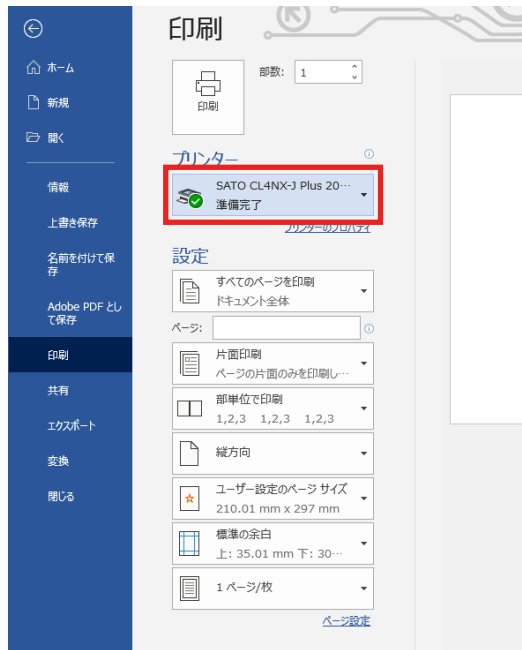 印刷
ホーム
新規
開く
情報
上書き保存
名前を付けて保
存
Adobe PDF とし
て保存
印刷
共有
エクスポート
変換
閉じる
印刷
部数: 1
プリンター
SATO CL4NX-J Plus 20…
準備完了
プリンターのプロパティ
設定
すべてのページを印刷
ドキュメント全体
ページ:
片面印刷
ページの片面のみを印刷し…
部単位で印刷
1,2,3 1,2,3 1,2,3
縦方向
ユーザー設定のページ サイズ
210.01 mm x 297 mm
標準の余白
上: 35.01 mm 下: 30…
1 ページ/枚
ページ設定